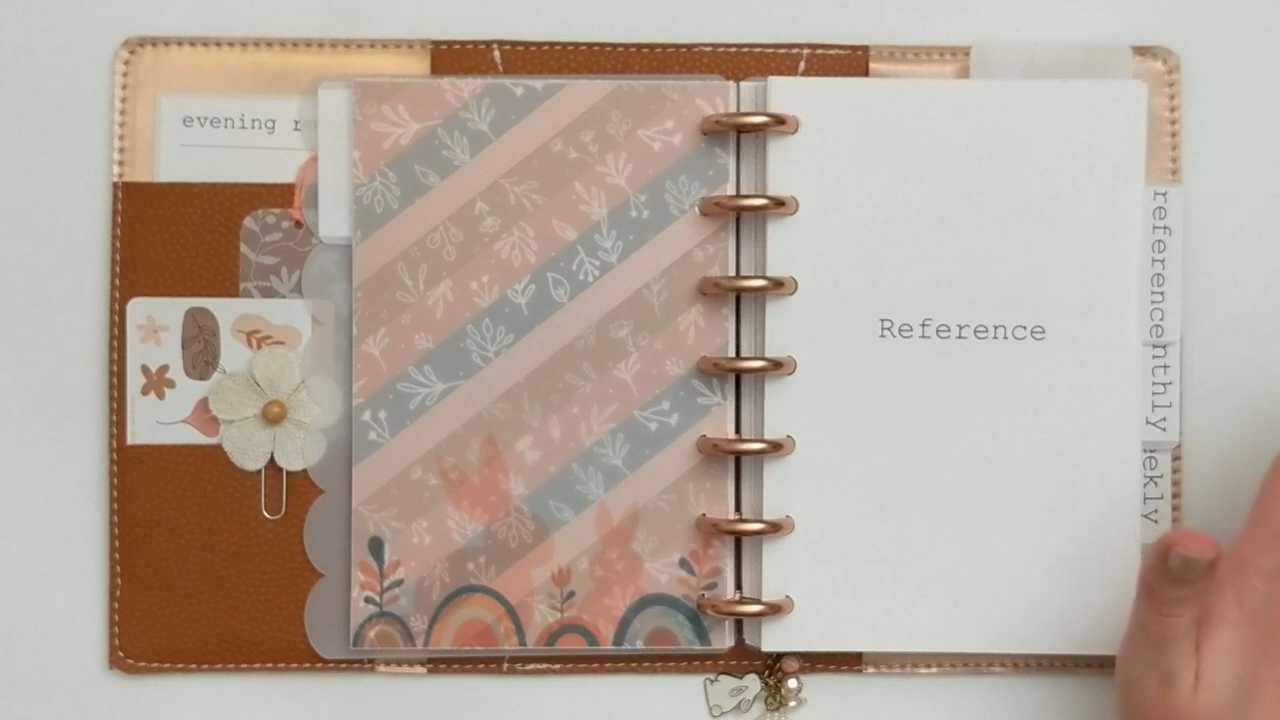 evening r
Reference
reference
nthly
ekly